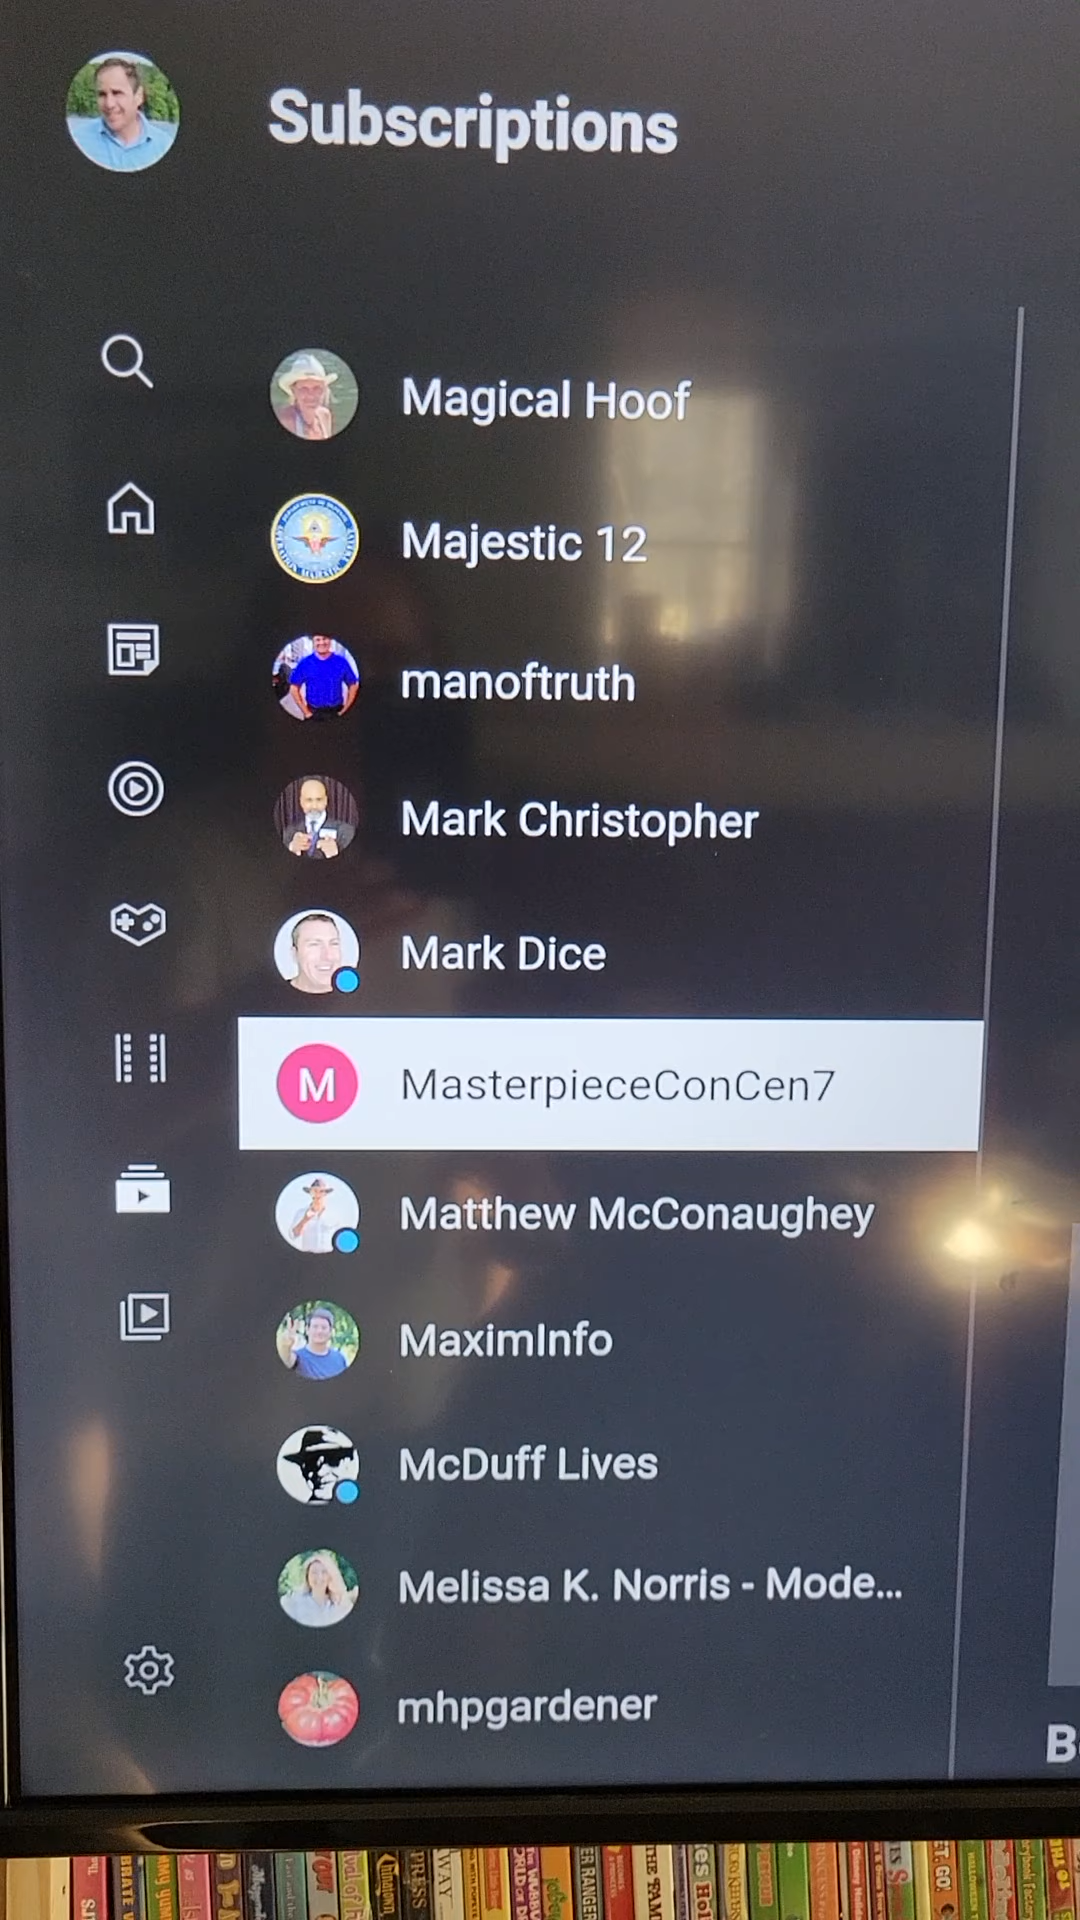 Subscriptions
Magical Hoof
Majestic 12
manoftruth
Mark Christopher
Mark Dice
M MasterpieceConCen7
Matthew McConaughey
MaximInfo
McDuff Lives
Melissa K. Norris - Mode...
mhpgardener
B